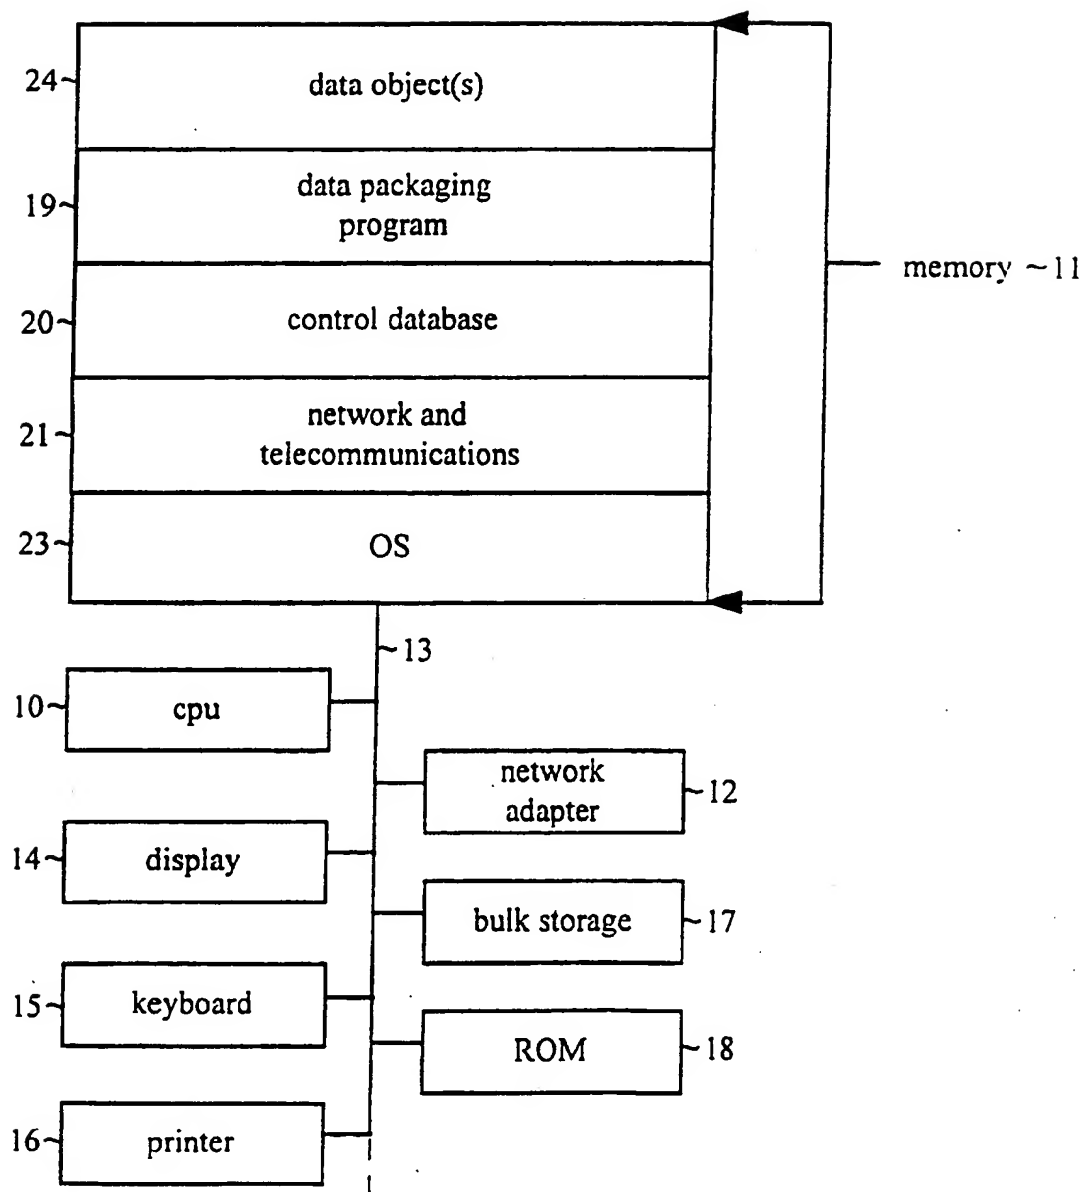 24~ data object(s)
19~ data packaging
program
memory ~11
20~ control database
21~ network and
telecommunications
23~ OS
~13
10~ cpu
network
adapter ~12
14~ display
bulk storage ~17
15~ keyboard
ROM ~18
16~ printer